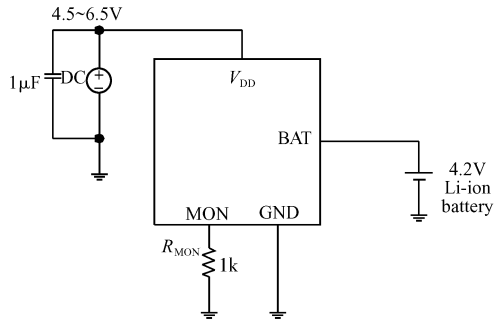 4.5~6.5V
1μF
DC
V_DD
BAT
4.2V
Li-ion
battery
MON
GND
R_MON
1k